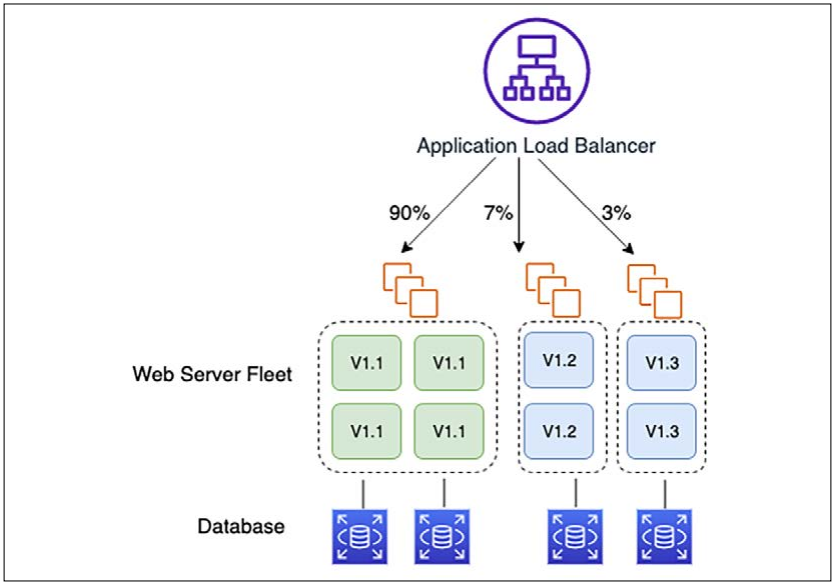 Application Load Balancer
90% 7% 3%
V1.1 V1.1 V1.2 V1.3
Web Server Fleet
V1.1 V1.1 V1.2 V1.3
Database